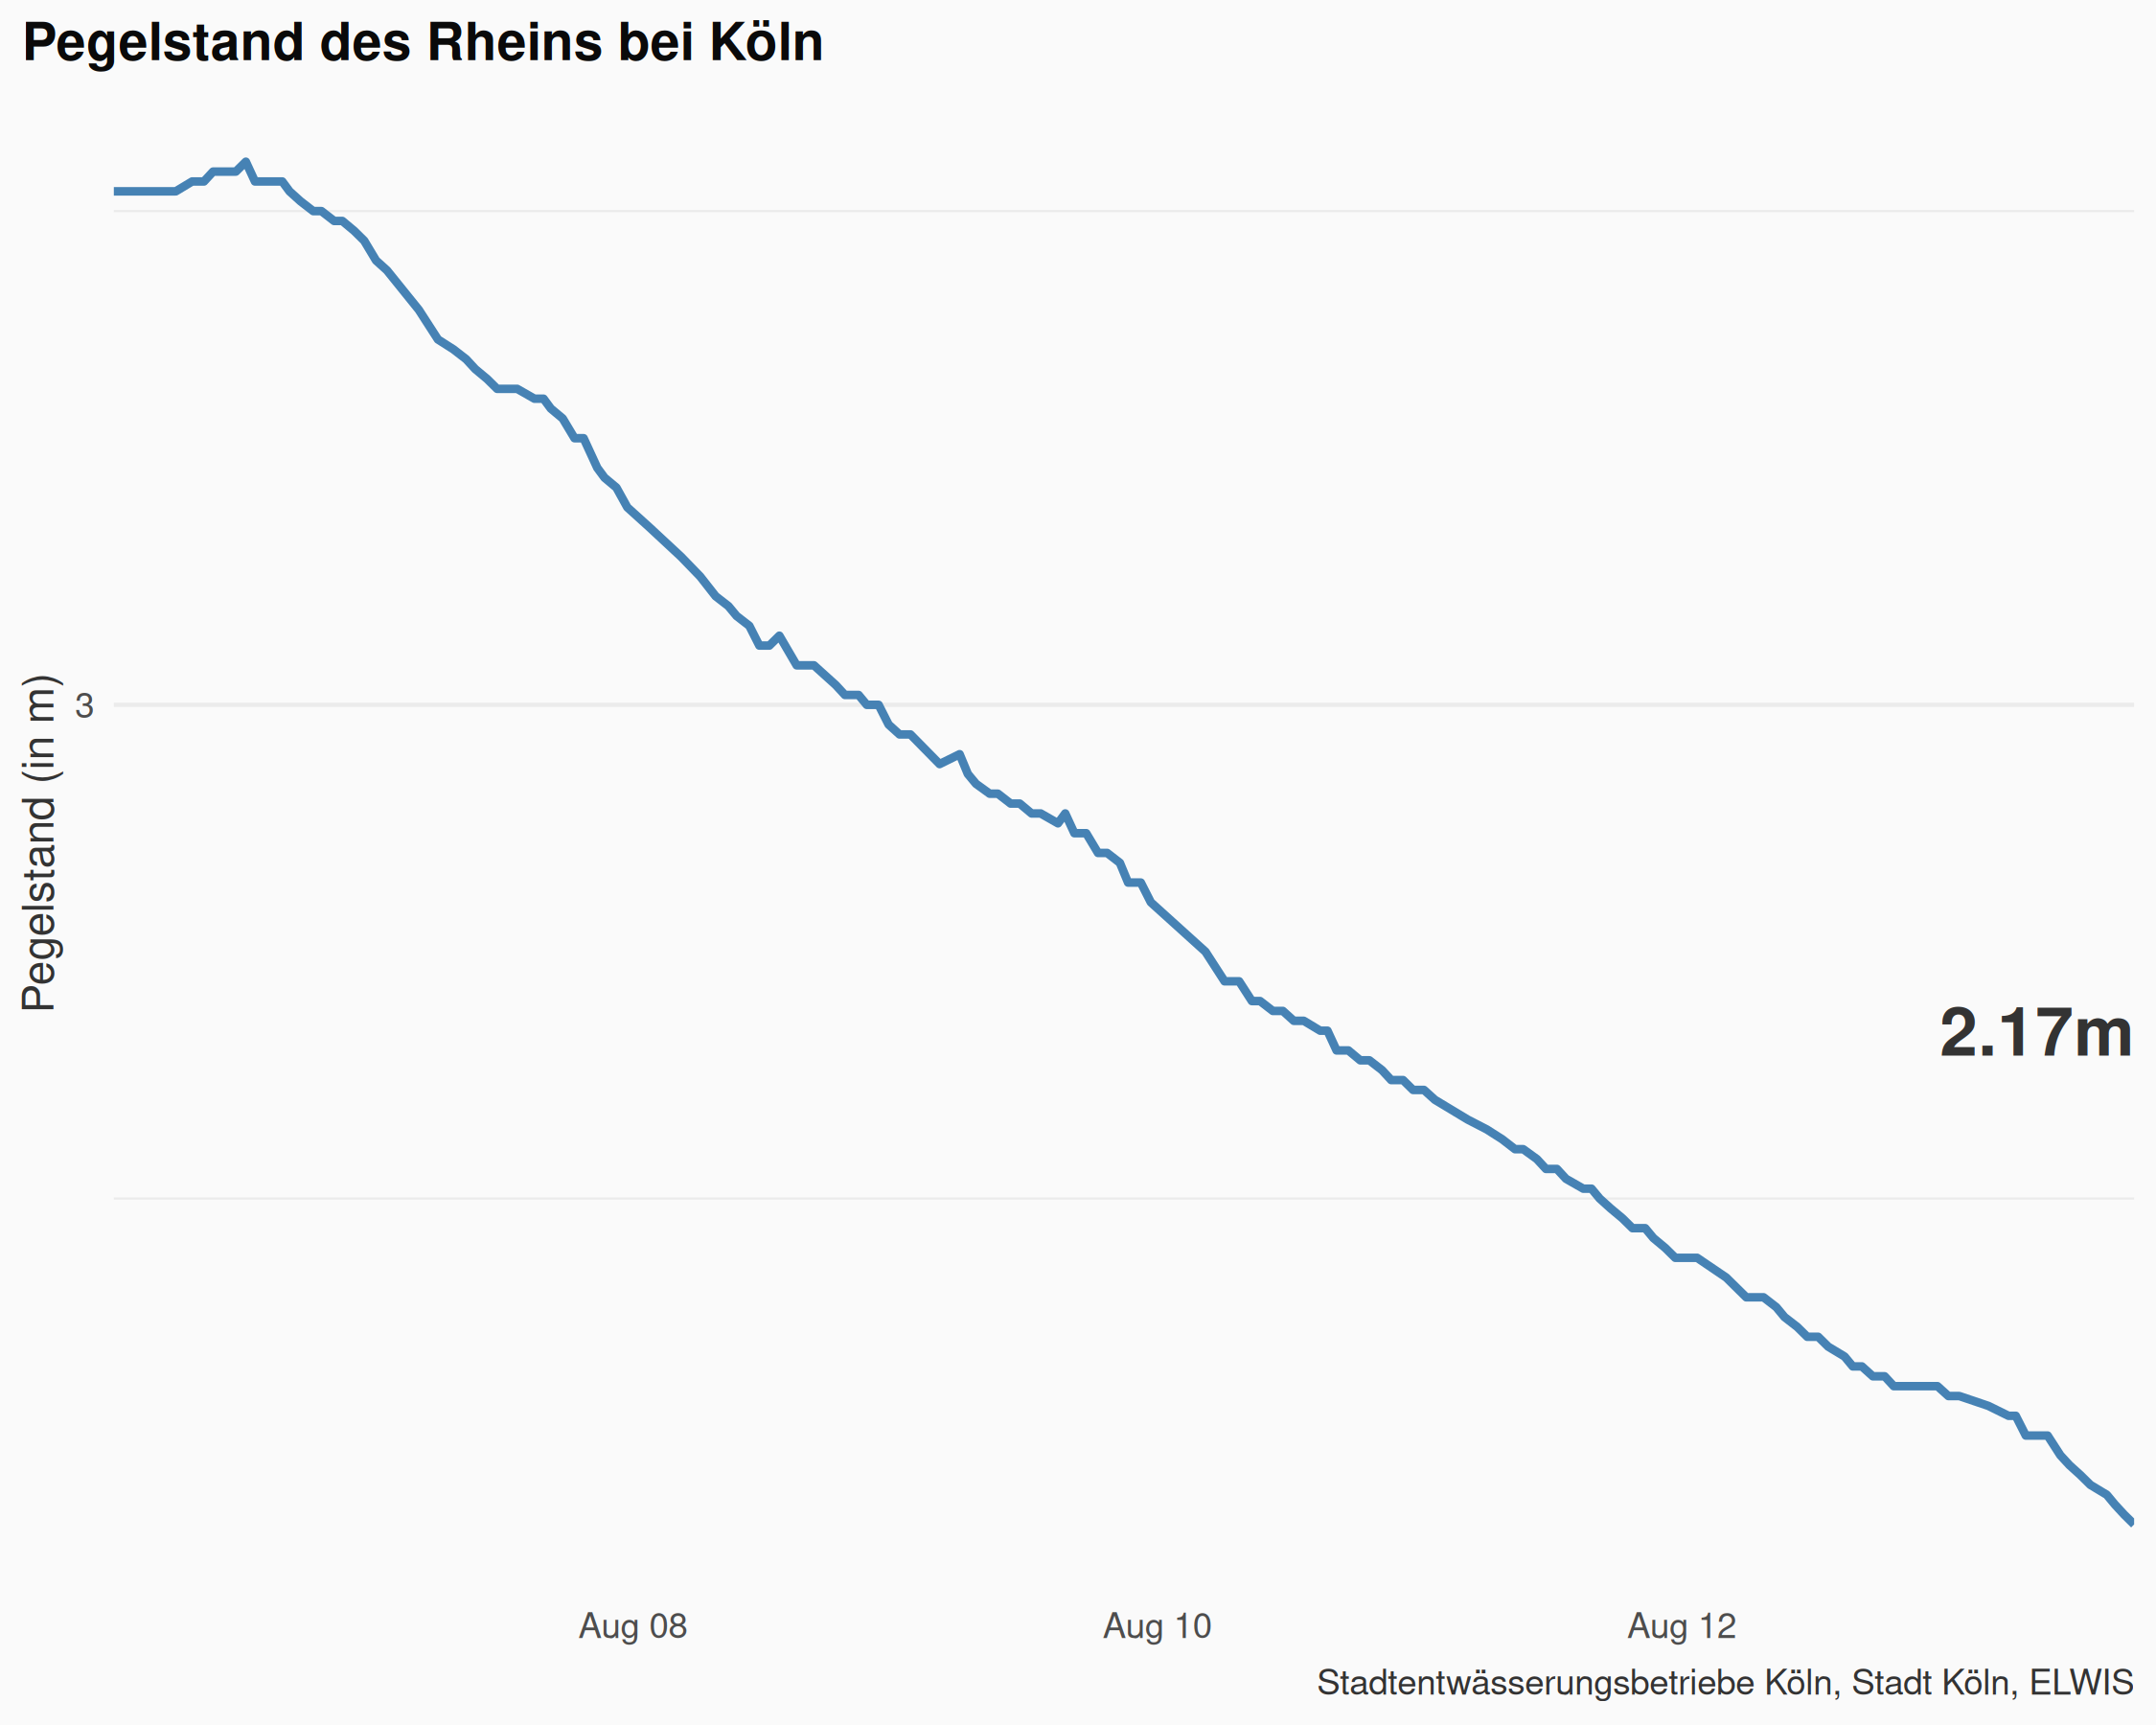 Pegelstand des Rheins bei Köln
Pegelstand (in m)
3
2.17m
Aug 08
Aug 10
Aug 12
Stadtentwässerungsbetriebe Köln, Stadt Köln, ELWIS